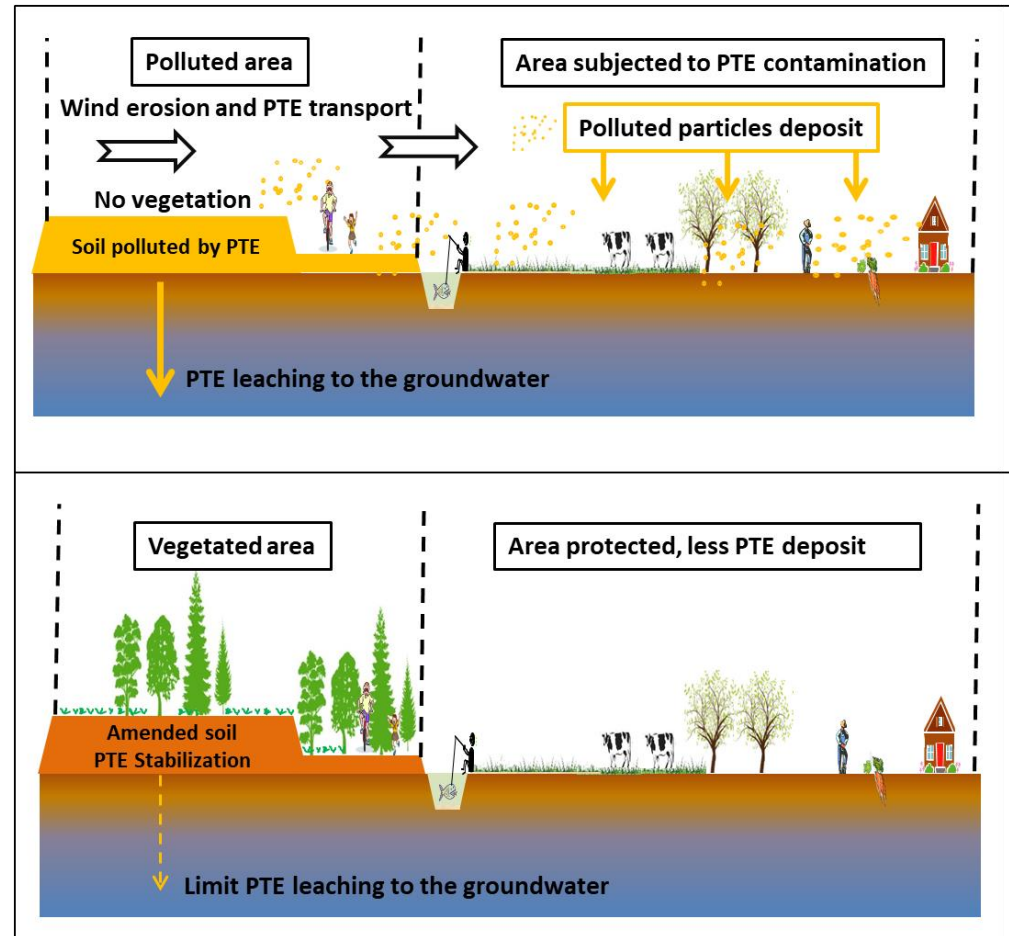 Polluted area
Area subjected to PTE contamination
Wind erosion and PTE transport
Polluted particles deposit
No vegetation
Soil polluted by PTE
PTE leaching to the groundwater
Vegetated area
Area protected, less PTE deposit
Amended soil
PTE Stabilization
Limit PTE leaching to the groundwater